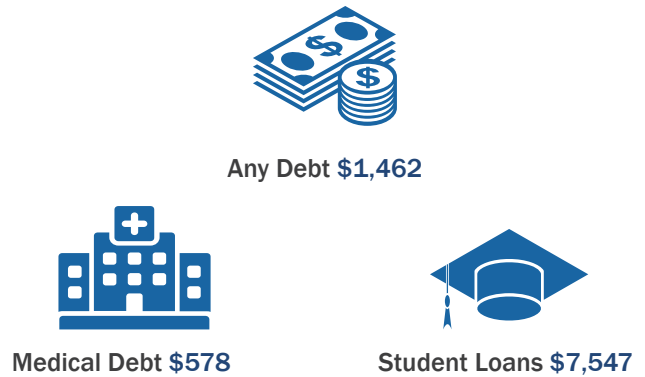 $
$
Any Debt $1,462
Medical Debt $578
Student Loans $7,547